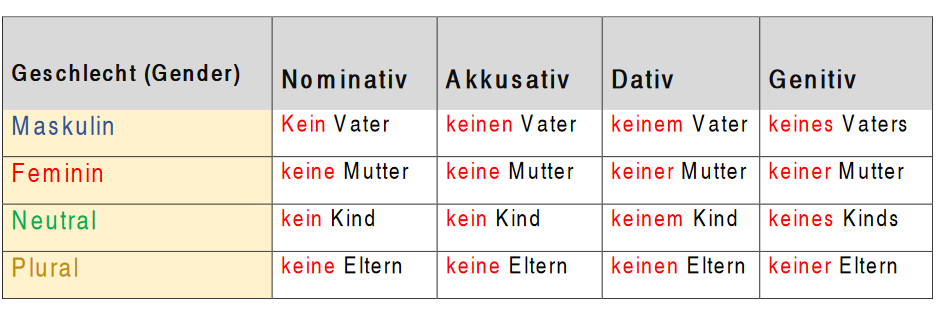 Geschlecht (Gender) Nominativ Akkusativ Dativ Genitiv
Maskulin Kein Vater keinen Vater keinem Vater keines Vaters
Feminin keine Mutter keine Mutter keiner Mutter keiner Mutter
Neutral kein Kind kein Kind keinem Kind keines Kinds
Plural keine Eltern keine Eltern keinen Eltern keiner Eltern